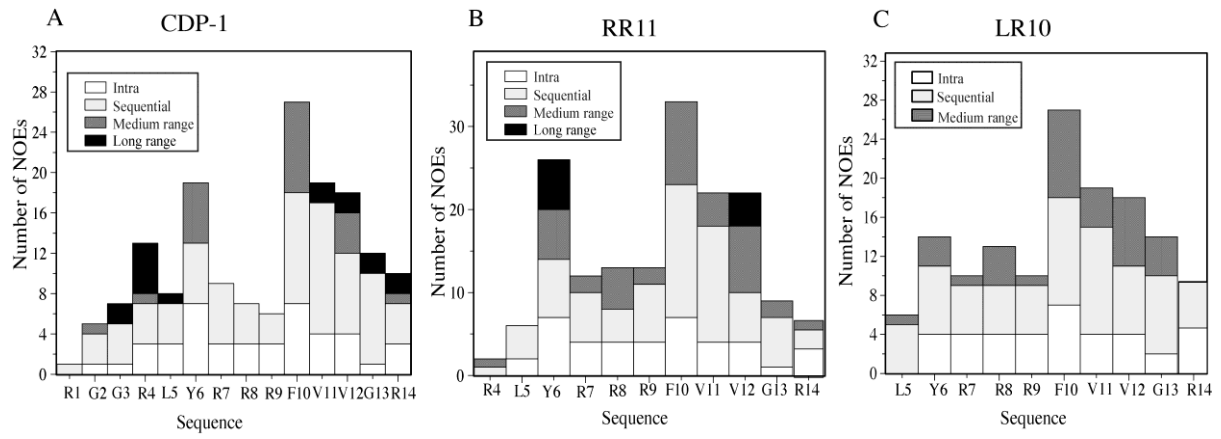 A
CDP-1
Number of NOEs
32
28
24
20
16
12
8
4
0
Intra
Sequential
Medium range
Long range
R1 G2 G3 R4 L5 Y6 R7 R8 R9 F10 V11 V12 G13 R14
Sequence
B
RR11
Number of NOEs
30
20
10
0
Intra
Sequential
Medium range
Long range
R4 L5 Y6 R7 R8 R9 F10 V11 V12 G13 R14
Sequence
C
LR10
Number of NOEs
32
28
24
20
16
12
8
4
0
Intra
Sequential
Medium range
L5 Y6 R7 R8 R9 F10 V11 V12 G13 R14
Sequence